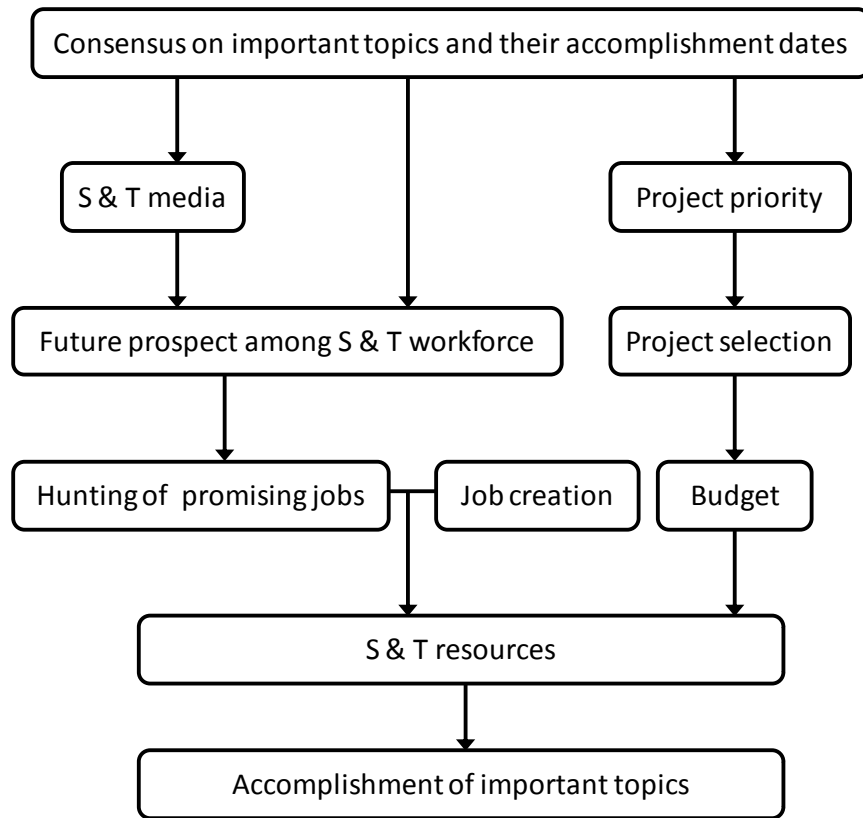 Consensus on important topics and their accomplishment dates
S & T media
Project priority
Future prospect among S & T workforce
Project selection
Hunting of promising jobs
Job creation
Budget
S & T resources
Accomplishment of important topics